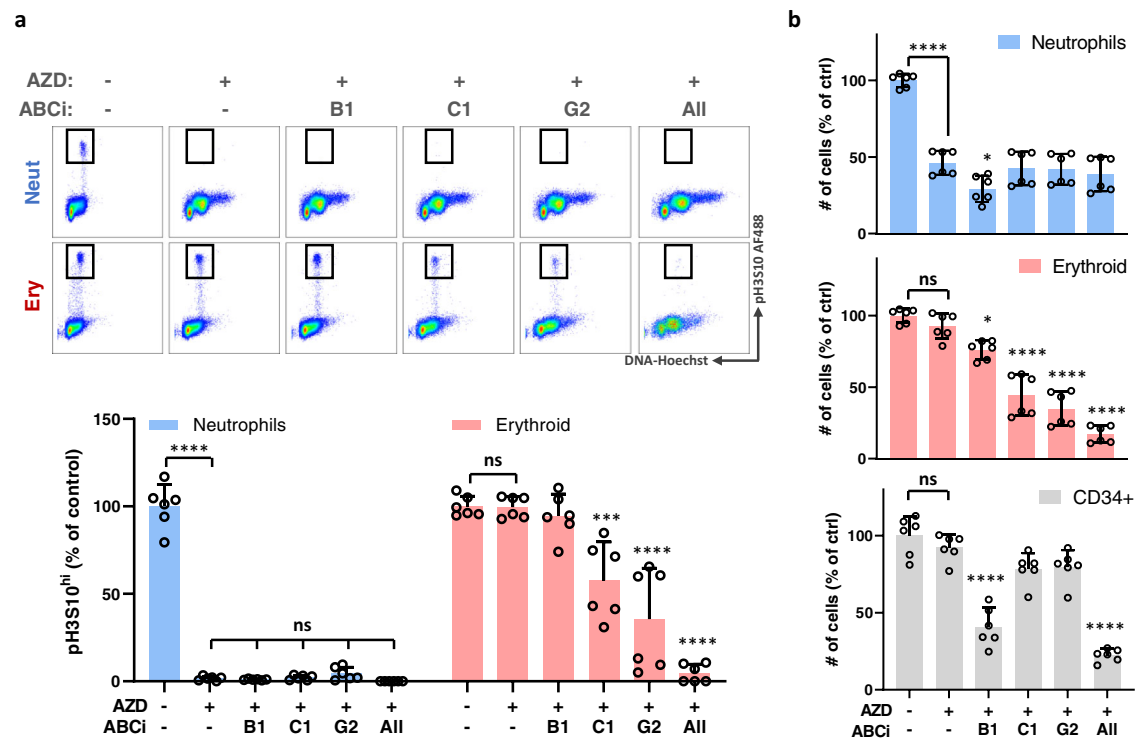 a
AZD: - + + + + +
ABCi: - - B1 C1 G2 All
Neut
Ery
pH3S10 AF488
DNA-Hoechst
Neutrophils
Erythroid
pH3S10hi (% of control)
150
100
50
0
****
ns
ns
***
****
****
AZD - + + + + + - + + + + +
ABCi - - B1 C1 G2 All - - B1 C1 G2 All
b
Neutrophils
# of cells (% of ctrl)
100
50
0
****
*
Erythroid
# of cells (% of ctrl)
100
50
0
ns
*
****
****
****
CD34+
# of cells (% of ctrl)
100
50
0
ns
****
****
AZD - + + + + +
ABCi - - B1 C1 G2 All